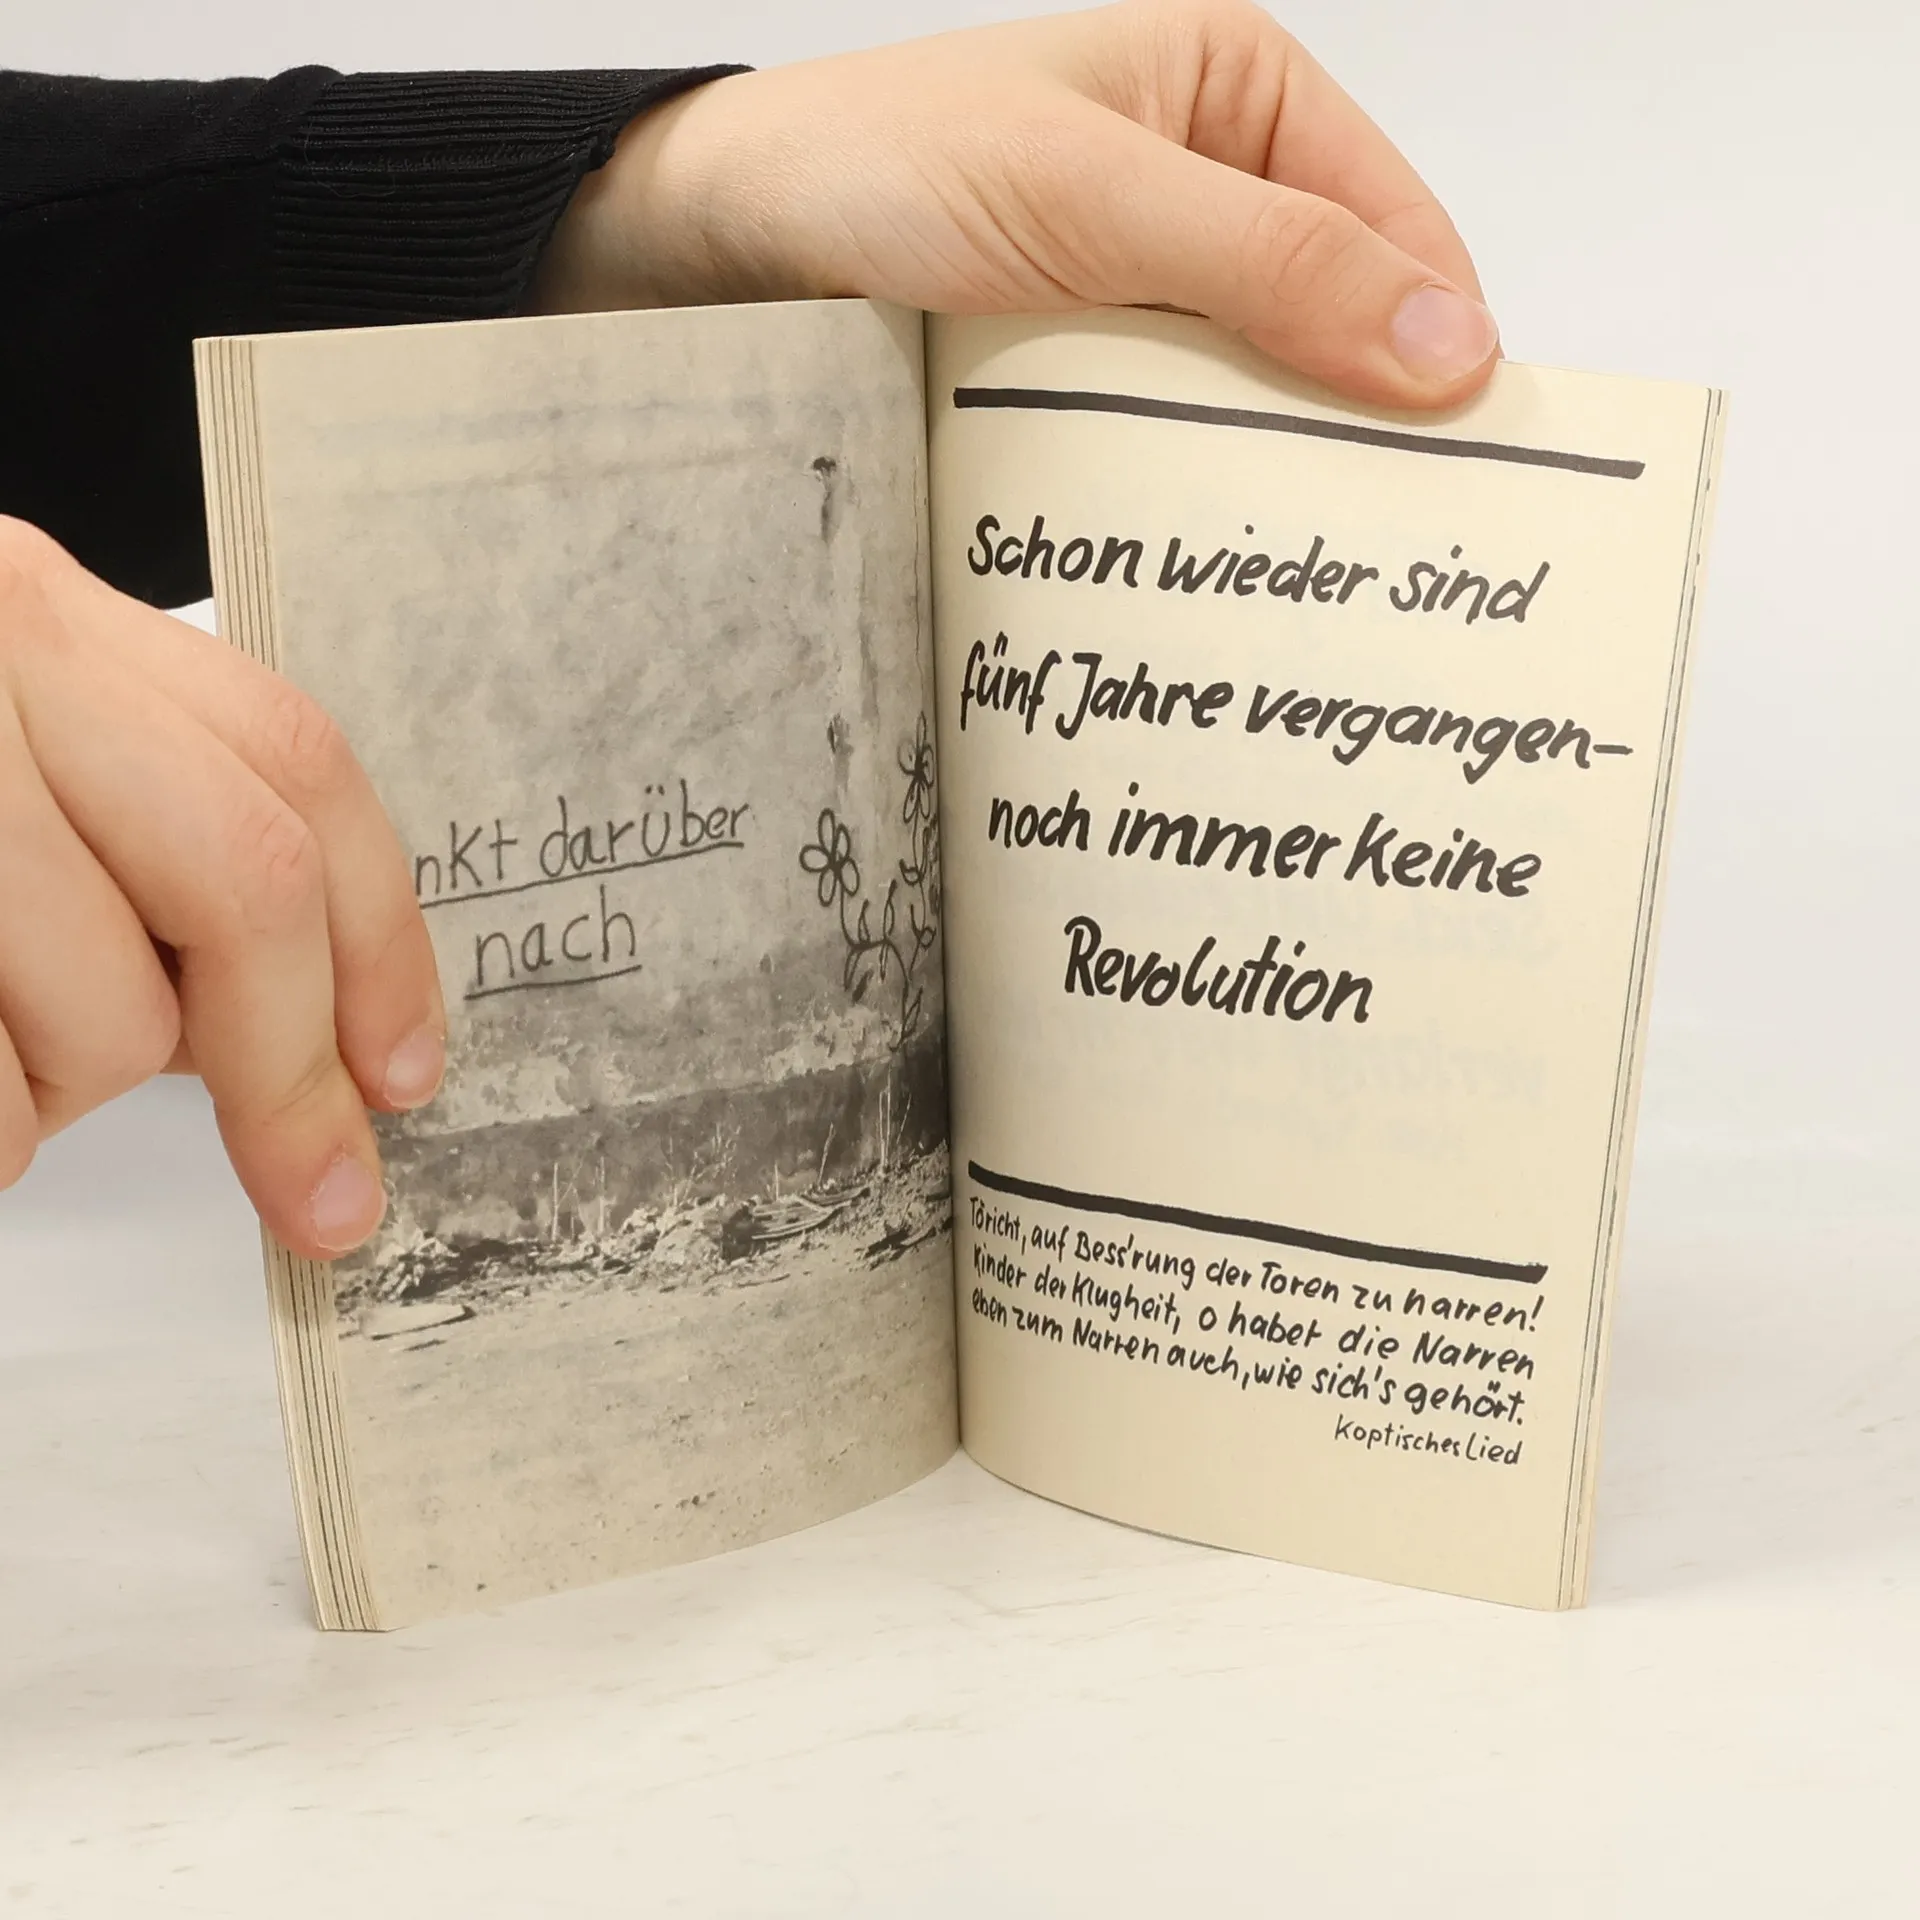 nkt darüber
nach
Schon wieder sind
fünf Jahre vergangen–
noch immer keine
Revolution
Töricht, auf Bess'rung der Toren zu harren!
Kinder der Klugheit, o habet die Narren
eben zum Narren auch, wie sich's gehört.
Koptisches Lied